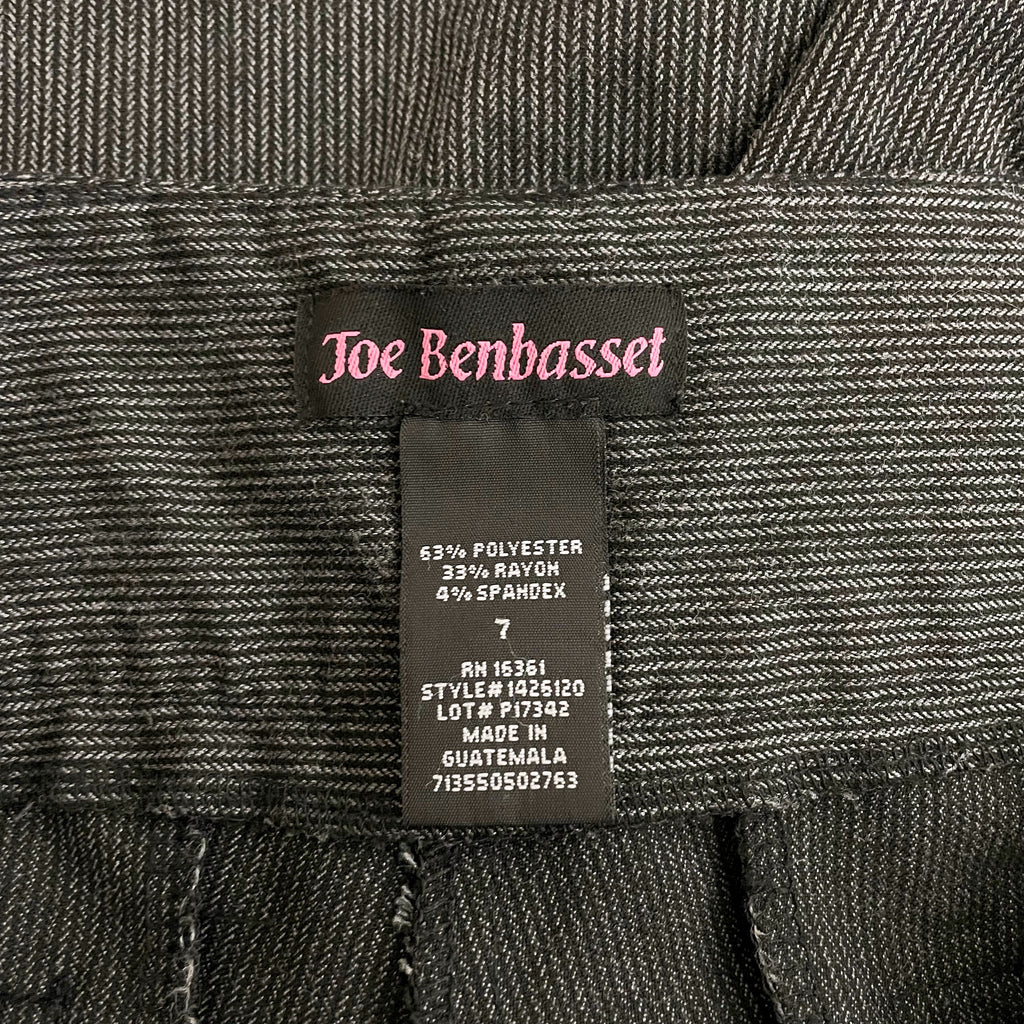 Joe Benbasset
63% POLYESTER
33% RAYON
4% SPANDEX
7
RN 16361
STYLE# 1426120
LOT# P17342
MADE IN
GUATEMALA
713550502763